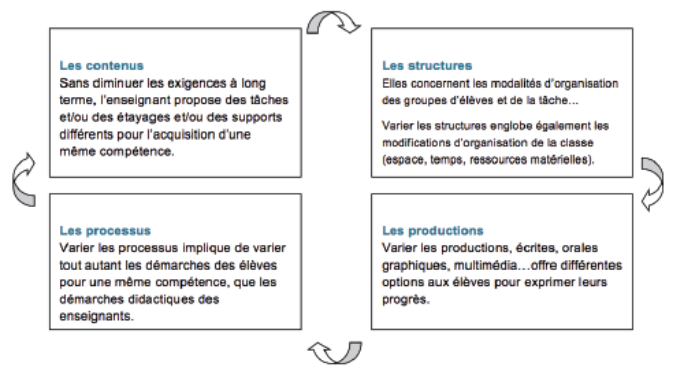 Les contenus
Sans diminuer les exigences à long
terme, l'enseignant propose des tâches
et/ou des étayages et/ou des supports
différents pour l'acquisition d'une
même compétence.
Les structures
Elles concernent les modalités d'organisation
des groupes d'élèves et de la tâche...
Varier les structures englobe également les
modifications d'organisation de la classe
(espace, temps, ressources matérielles).
Les processus
Varier les processus implique de varier
tout autant les démarches des élèves
pour une même compétence, que les
démarches didactiques des
enseignants.
Les productions
Varier les productions, écrites, orales
graphiques, multimédia...offre différentes
options aux élèves pour exprimer leurs
progrès.